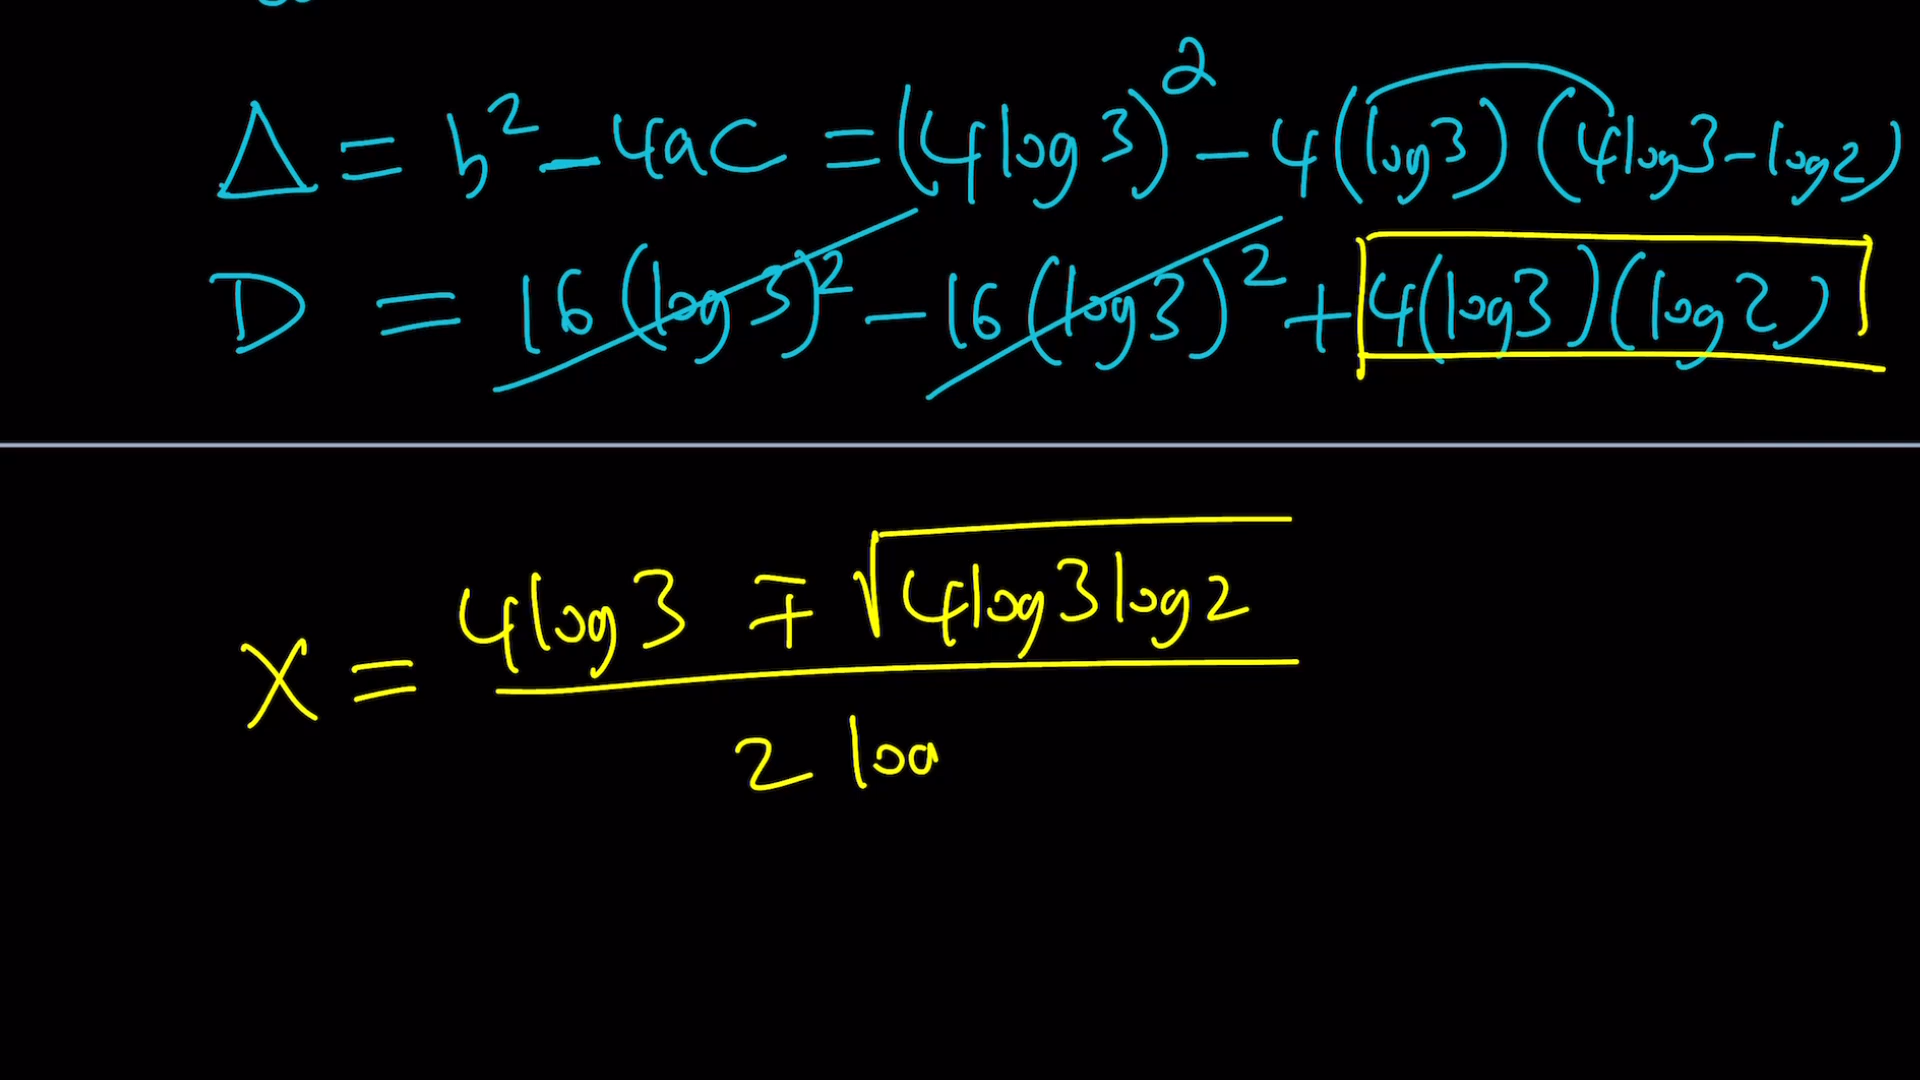 Δ = b² - 4ac = (4log3)² - 4(log3)(4log3-log2)
D = 16(log3)² - 16(log3)² + 4(log3)(log2)
X = (4log3 ∓ √(4log3log2)) / (2 loa)